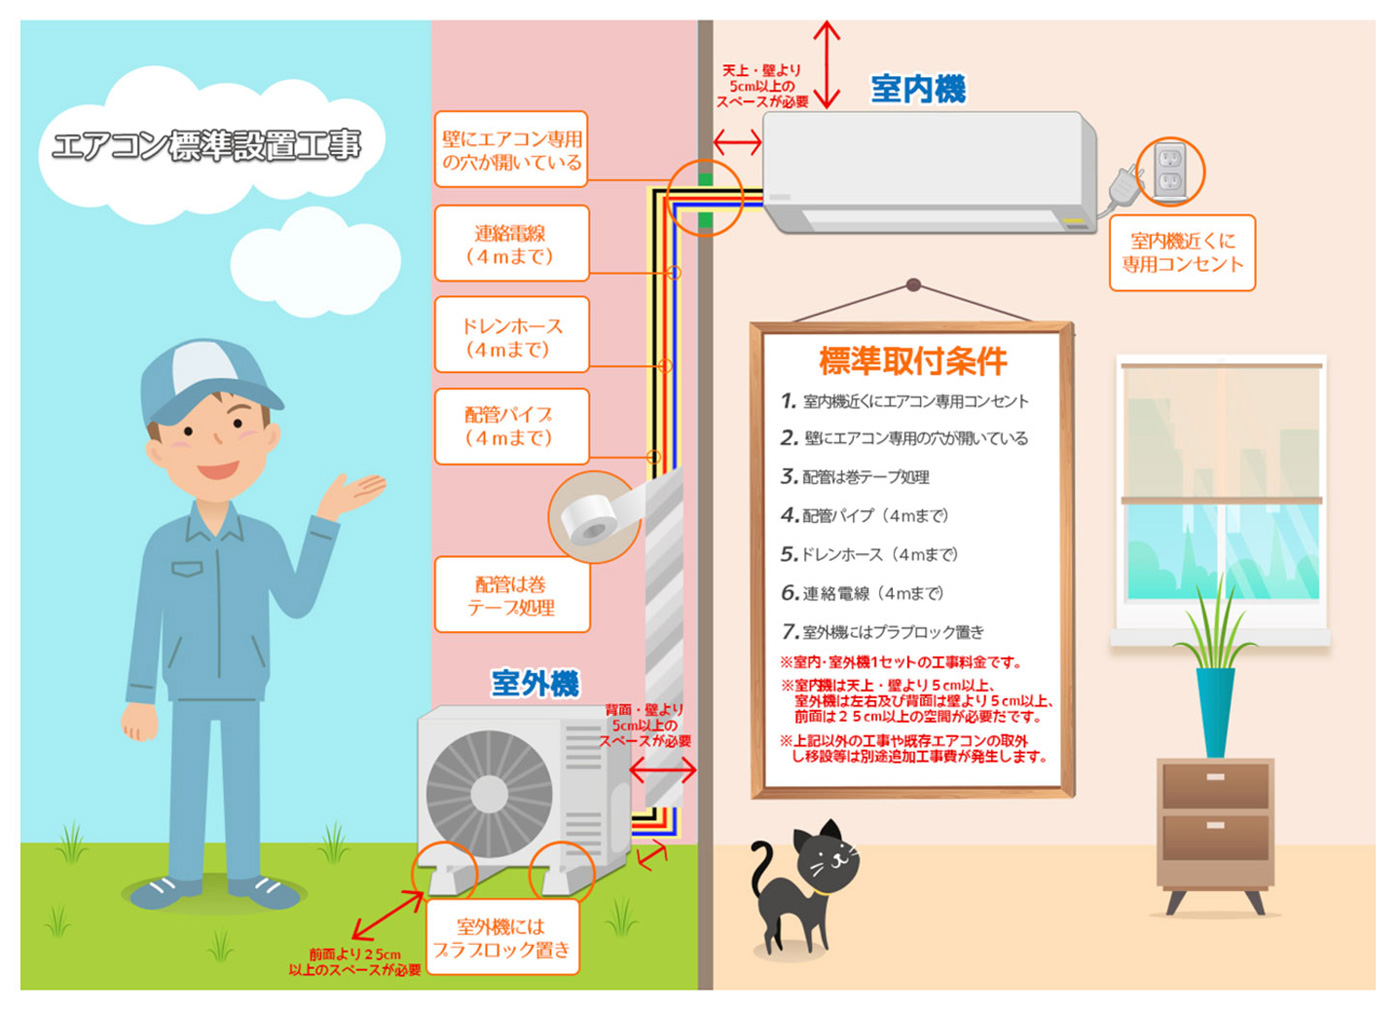 エアコン標準設置工事
壁にエアコン専用
の穴が開いている
連絡電線
（４ｍまで）
ドレンホース
（４ｍまで）
配管パイプ
（４ｍまで）
配管は巻
テープ処理
室外機
背面・壁より
5cm以上の
スペースが必要
室外機には
プラブロック置き
前面より２５cm
以上のスペースが必要
天上・壁より
5cm以上の
スペースが必要
室内機
室内機近くに
専用コンセント
標準取付条件
1. 室内機近くにエアコン専用コンセント
2. 壁にエアコン専用の穴が開いている
3. 配管は巻テープ処理
4. 配管パイプ（４ｍまで）
5. ドレンホース（４ｍまで）
6. 連絡電線（４ｍまで）
7. 室外機にはプラブロック置き
※室内・室外機1セットの工事料金です。
※室内機は天上・壁より５cm以上、
室外機は左右及び背面は壁より５cm以上、
前面は２５cm以上の空間が必要だです。
※上記以外の工事や既存エアコンの取外
し移設等は別途追加工事費が発生します。